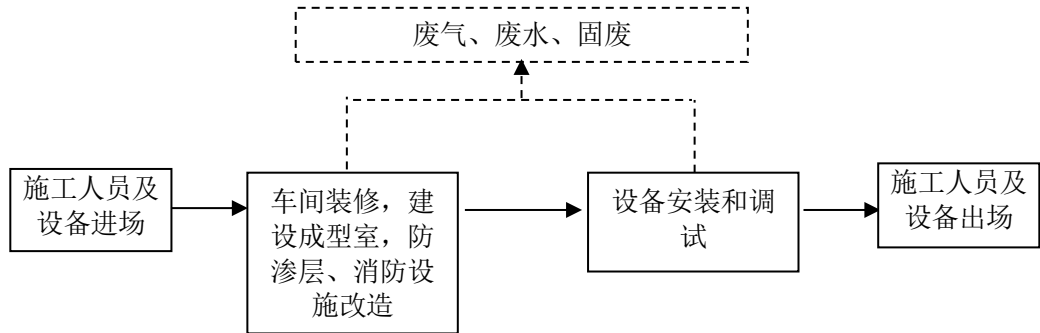 废气、废水、固废
施工人员及
设备进场
车间装修，建
设成型室，防
渗层、消防设
施改造
设备安装和调
试
施工人员及
设备出场